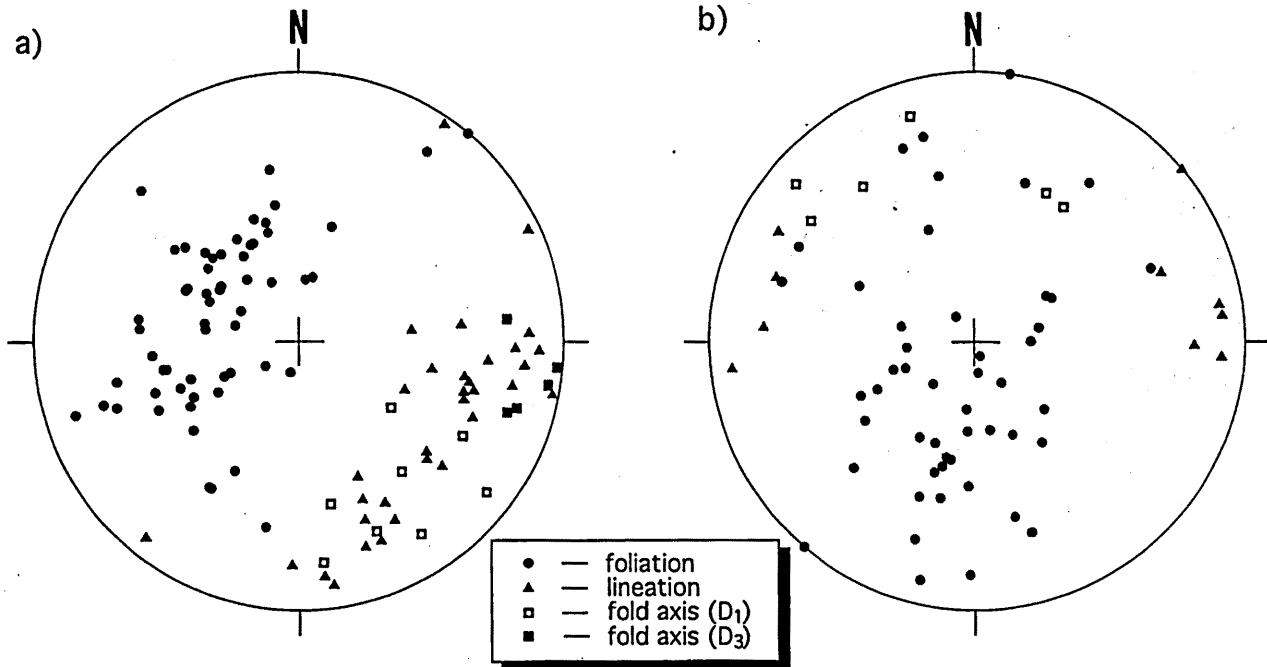 a)
N
b)
N
● — foliation
▲ — lineation
□ — fold axis (D₁)
■ — fold axis (D₃)